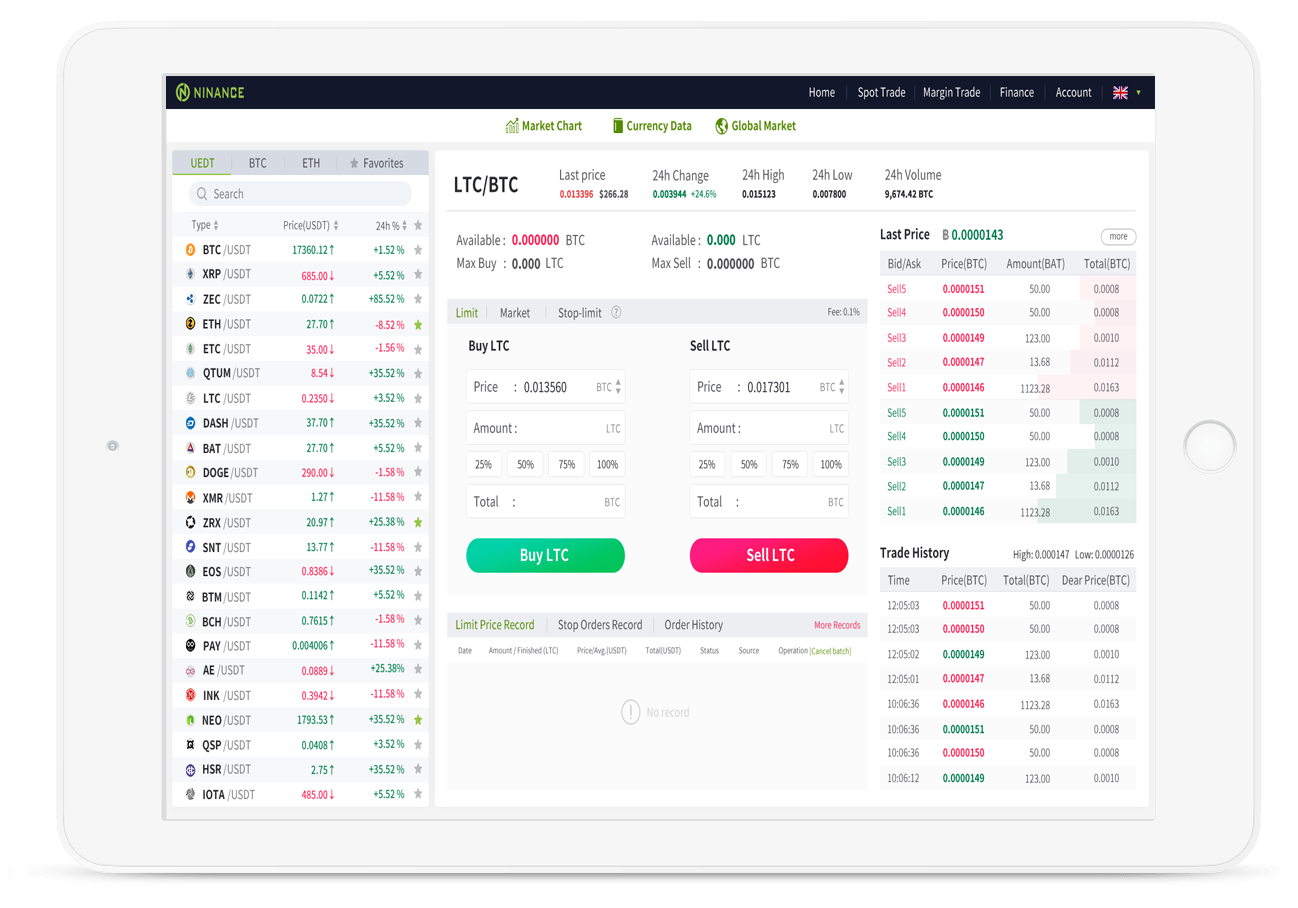 NINANCE
Home Spot Trade Margin Trade Finance Account
Market Chart Currency Data Global Market
UEDT BTC ETH Favorites
Search
Type Price(USDT) 24h %
BTC /USDT 17360.12↑ +1.52 %
XRP /USDT 685.00↓ +5.52 %
ZEC /USDT 0.0722↑ +85.52 %
ETH /USDT 27.70↑ -8.52 %
ETC /USDT 35.00↓ -1.56 %
QTUM /USDT 8.54↓ +35.52 %
LTC /USDT 0.2350↓ +3.52 %
DASH /USDT 37.70↑ +35.52 %
BAT /USDT 27.70↑ +5.52 %
DOGE /USDT 290.00↓ -1.58 %
XMR /USDT 1.27↑ -11.58 %
ZRX /USDT 20.97↑ +25.38 %
SNT /USDT 13.77↑ -11.58 %
EOS /USDT 0.8386↓ +35.52 %
BTM /USDT 0.1142↑ +5.52 %
BCH /USDT 0.7615↑ -1.58 %
PAY /USDT 0.004006↑ -11.58 %
AE /USDT 0.0889↓ +25.38%
INK /USDT 0.3942↓ -11.58 %
NEO /USDT 1793.53↑ +35.52 %
QSP /USDT 0.0408↑ +3.52 %
HSR /USDT 2.75↑ +35.52 %
IOTA /USDT 485.00↓ +5.52 %
LTC/BTC
Last price 24h Change 24h High 24h Low 24h Volume
0.013396 $266.28 0.003944 +24.6% 0.015123 0.007800 9,674.42 BTC
Available : 0.000000 BTC Available : 0.000 LTC
Max Buy : 0.000 LTC Max Sell : 0.000000 BTC
Limit Market Stop-limit ? Fee: 0.1%
Buy LTC Sell LTC
Price : 0.013560 BTC Price : 0.017301 BTC
Amount : LTC Amount : LTC
25% 50% 75% 100% 25% 50% 75% 100%
Total : BTC Total : BTC
Buy LTC Sell LTC
Limit Price Record Stop Orders Record Order History More Records
Date Amount / Finished (LTC) Price/Avg.(USDT) Total(USDT) Status Source Operation (Cancel batch)
! No record
Last Price ฿ 0.0000143 more
Bid/Ask Price(BTC) Amount(BAT) Total(BTC)
Sell5 0.0000151 50.00 0.0008
Sell4 0.0000150 50.00 0.0008
Sell3 0.0000149 123.00 0.0010
Sell2 0.0000147 13.68 0.0112
Sell1 0.0000146 1123.28 0.0163
Sell5 0.0000151 50.00 0.0008
Sell4 0.0000150 50.00 0.0008
Sell3 0.0000149 123.00 0.0010
Sell2 0.0000147 13.68 0.0112
Sell1 0.0000146 1123.28 0.0163
Trade History High: 0.000147 Low: 0.0000126
Time Price(BTC) Total(BTC) Dear Price(BTC)
12:05:03 0.0000151 50.00 0.0008
12:05:03 0.0000150 50.00 0.0008
12:05:02 0.0000149 123.00 0.0010
12:05:01 0.0000147 13.68 0.0112
10:06:36 0.0000146 1123.28 0.0163
10:06:36 0.0000151 50.00 0.0008
10:06:36 0.0000150 50.00 0.0008
10:06:12 0.0000149 123.00 0.0010